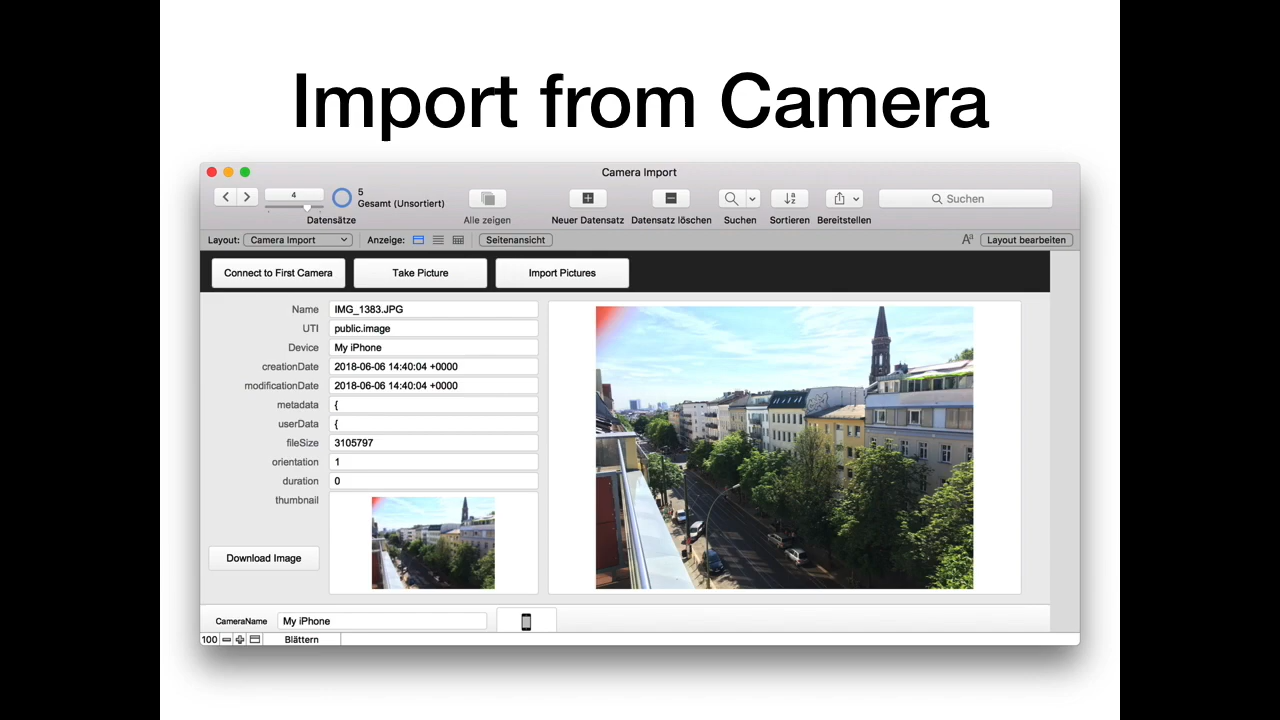 Import from Camera
Camera Import
4
5
Gesamt (Unsortiert)
Datensätze
Alle zeigen
Neuer Datensatz
Datensatz löschen
Suchen
Sortieren
Bereitstellen
Suchen
Layout: Camera Import
Anzeige:
Seitenansicht
Layout bearbeiten
Connect to First Camera
Take Picture
Import Pictures
Name IMG_1383.JPG
UTI public.image
Device My iPhone
creationDate 2018-06-06 14:40:04 +0000
modificationDate 2018-06-06 14:40:04 +0000
metadata {
userData {
fileSize 3105797
orientation 1
duration 0
thumbnail
Download Image
CameraName My iPhone
100 Blättern